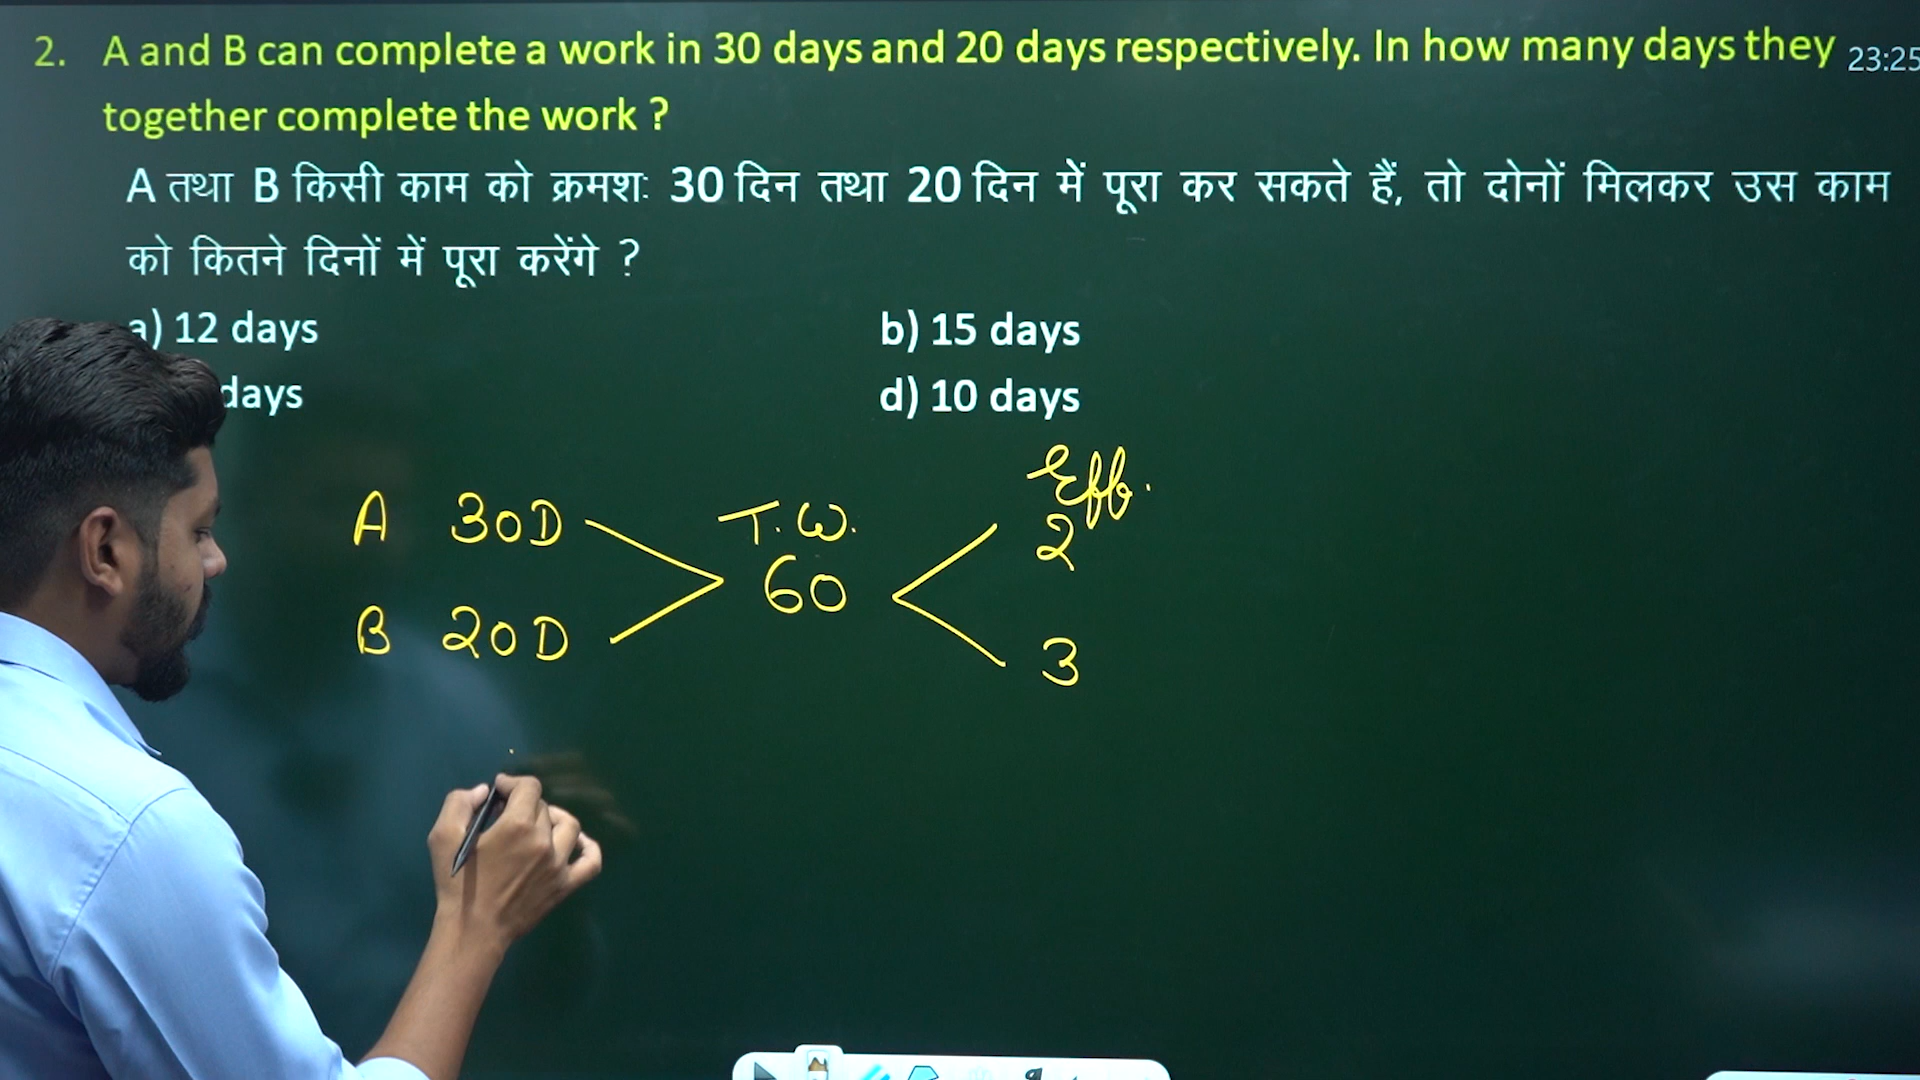 2. A and B can complete a work in 30 days and 20 days respectively. In how many days they
23:25
together complete the work ?
A तथा B किसी काम को क्रमश: 30 दिन तथा 20 दिन में पूरा कर सकते हैं, तो दोनों मिलकर उस काम
को कितने दिनों में पूरा करेंगे ?
a) 12 days b) 15 days
days d) 10 days
Eff.
A 30D T.W. 2
60
B 20D 3